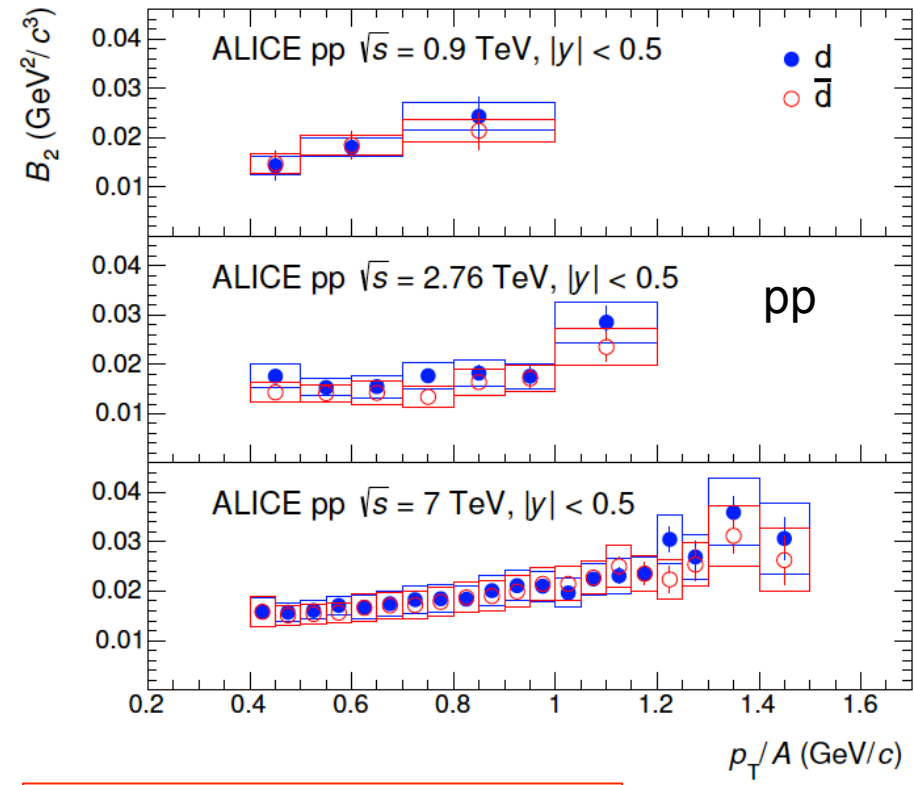 B₂ (GeV²/c³)
ALICE pp √s = 0.9 TeV, |y| < 0.5
d
d̅
0.04
0.03
0.02
0.01
ALICE pp √s = 2.76 TeV, |y| < 0.5
pp
0.04
0.03
0.02
0.01
ALICE pp √s = 7 TeV, |y| < 0.5
0.04
0.03
0.02
0.01
0.2 0.4 0.6 0.8 1 1.2 1.4 1.6
p_T/A (GeV/c)